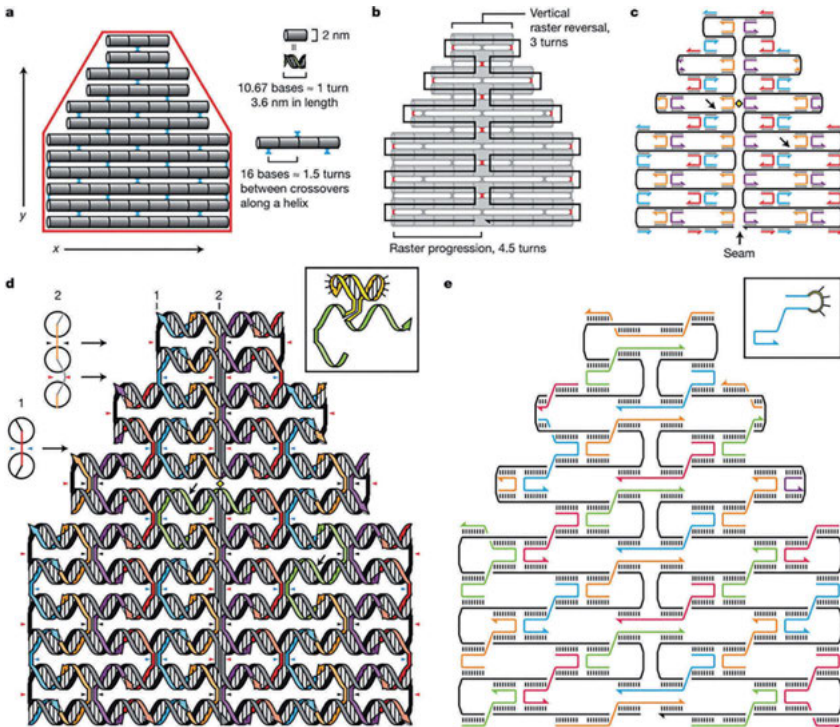 a
2 nm
=
10.67 bases ≈ 1 turn
3.6 nm in length
16 bases ≈ 1.5 turns
between crossovers
along a helix
y
x
b
Vertical
raster reversal,
3 turns
Raster progression, 4.5 turns
c
Seam
d
2
1
1
2
e